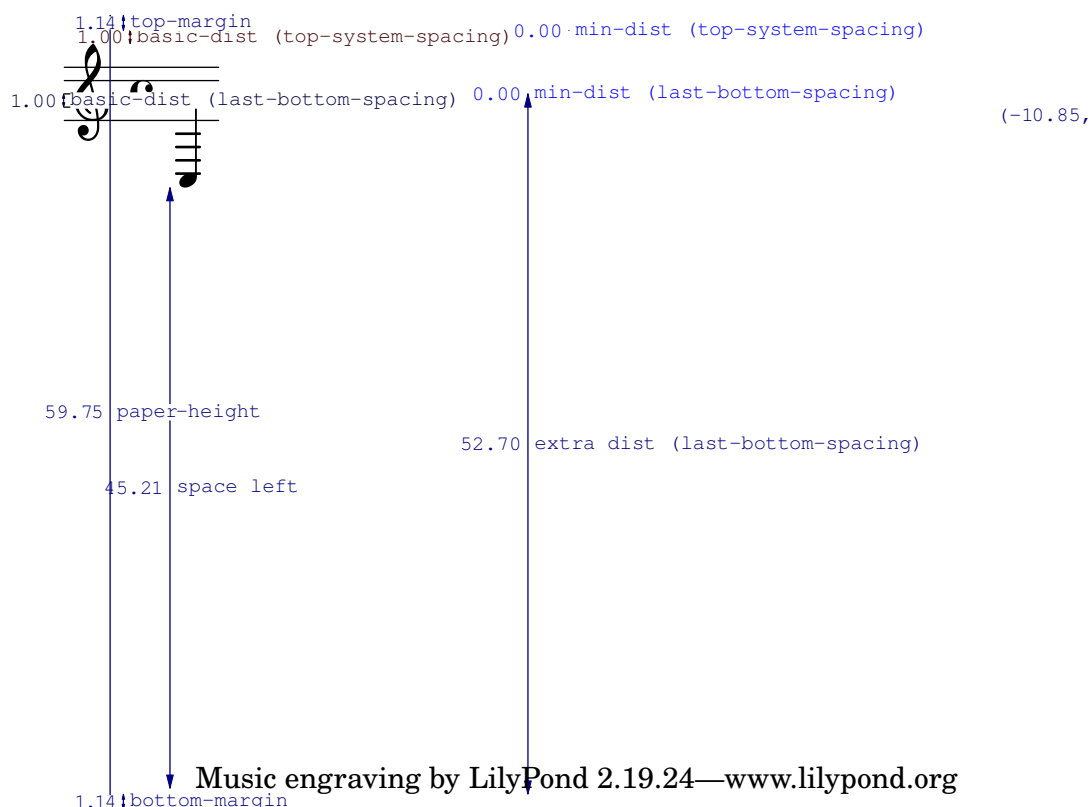 1.14 top-margin
0.00 min-dist (top-system-spacing)
1.00 basic-dist (top-system-spacing)
0.00 min-dist (last-bottom-spacing)
1.00 basic-dist (last-bottom-spacing)
(-10.85,
59.75 paper-height
52.70 extra dist (last-bottom-spacing)
45.21 space left
Music engraving by LilyPond 2.19.24—www.lilypond.org
1.14 bottom-margin